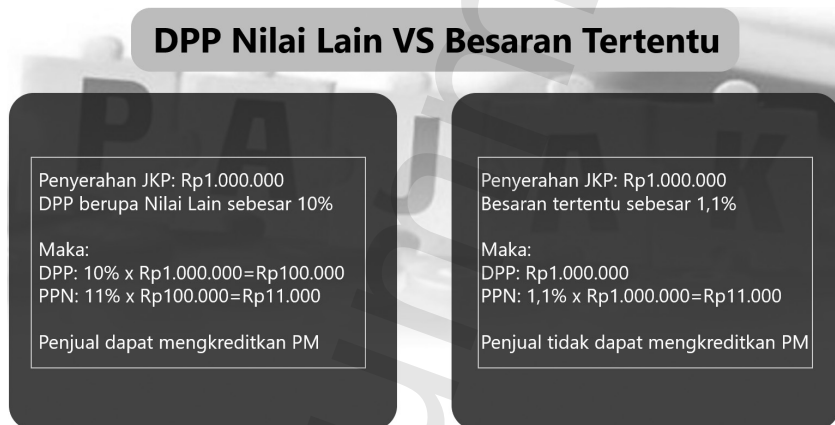 DPP Nilai Lain VS Besaran Tertentu
Penyerahan JKP: Rp1.000.000
DPP berupa Nilai Lain sebesar 10%
Maka:
DPP: 10% x Rp1.000.000=Rp100.000
PPN: 11% x Rp100.000=Rp11.000
Penjual dapat mengkreditkan PM
Penyerahan JKP: Rp1.000.000
Besaran tertentu sebesar 1,1%
Maka:
DPP: Rp1.000.000
PPN: 1,1% x Rp1.000.000=Rp11.000
Penjual tidak dapat mengkreditkan PM
P A J A K